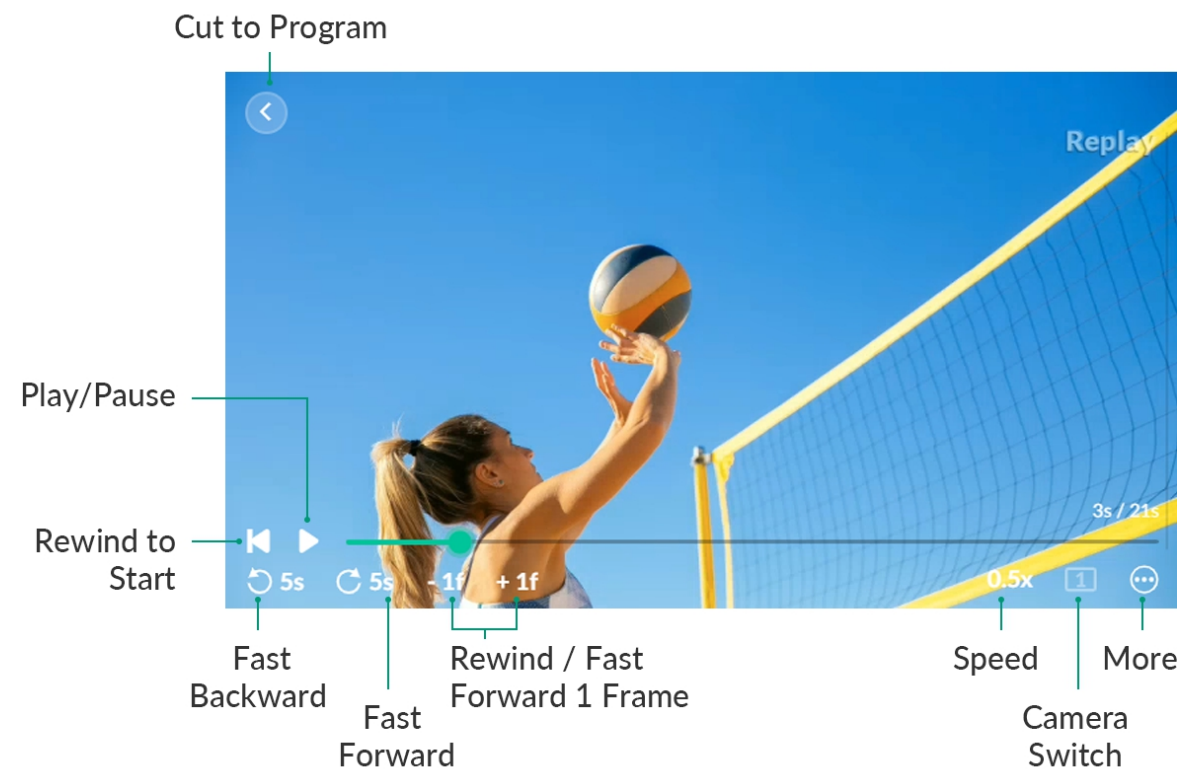 Cut to Program
Replay
Play/Pause
3s / 21s
Rewind to
Start
5s
5s
- 1f
+ 1f
0.5x
1
Fast
Backward
Fast
Forward
Rewind / Fast
Forward 1 Frame
Speed
Camera
Switch
More